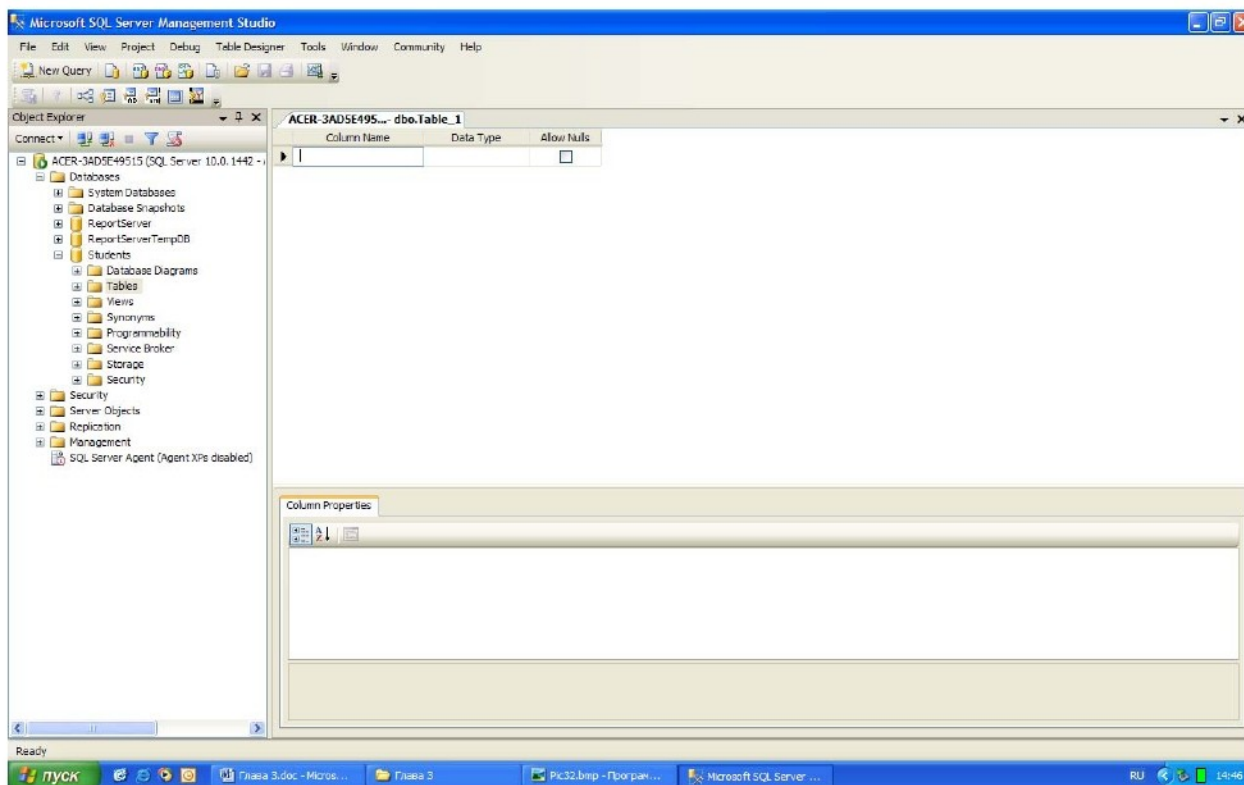 Microsoft SQL Server Management Studio
File Edit View Project Debug Table Designer Tools Window Community Help
New Query
Object Explorer
ACER-3AD5E495...- dbo.Table_1
Connect
Column Name Data Type Allow Nulls
ACER-3AD5E49515 (SQL Server 10.0.1442 -
Databases
System Databases
Database Snapshots
ReportServer
ReportServerTempDB
Students
Database Diagrams
Tables
Views
Synonyms
Programmability
Service Broker
Storage
Security
Security
Server Objects
Replication
Management
SQL Server Agent (Agent XPs disabled)
Column Properties
Ready
пуск Глава 3.doc - Micros... Глава 3 Pic32.bmp - Програм... Microsoft SQL Server ... RU 14:46